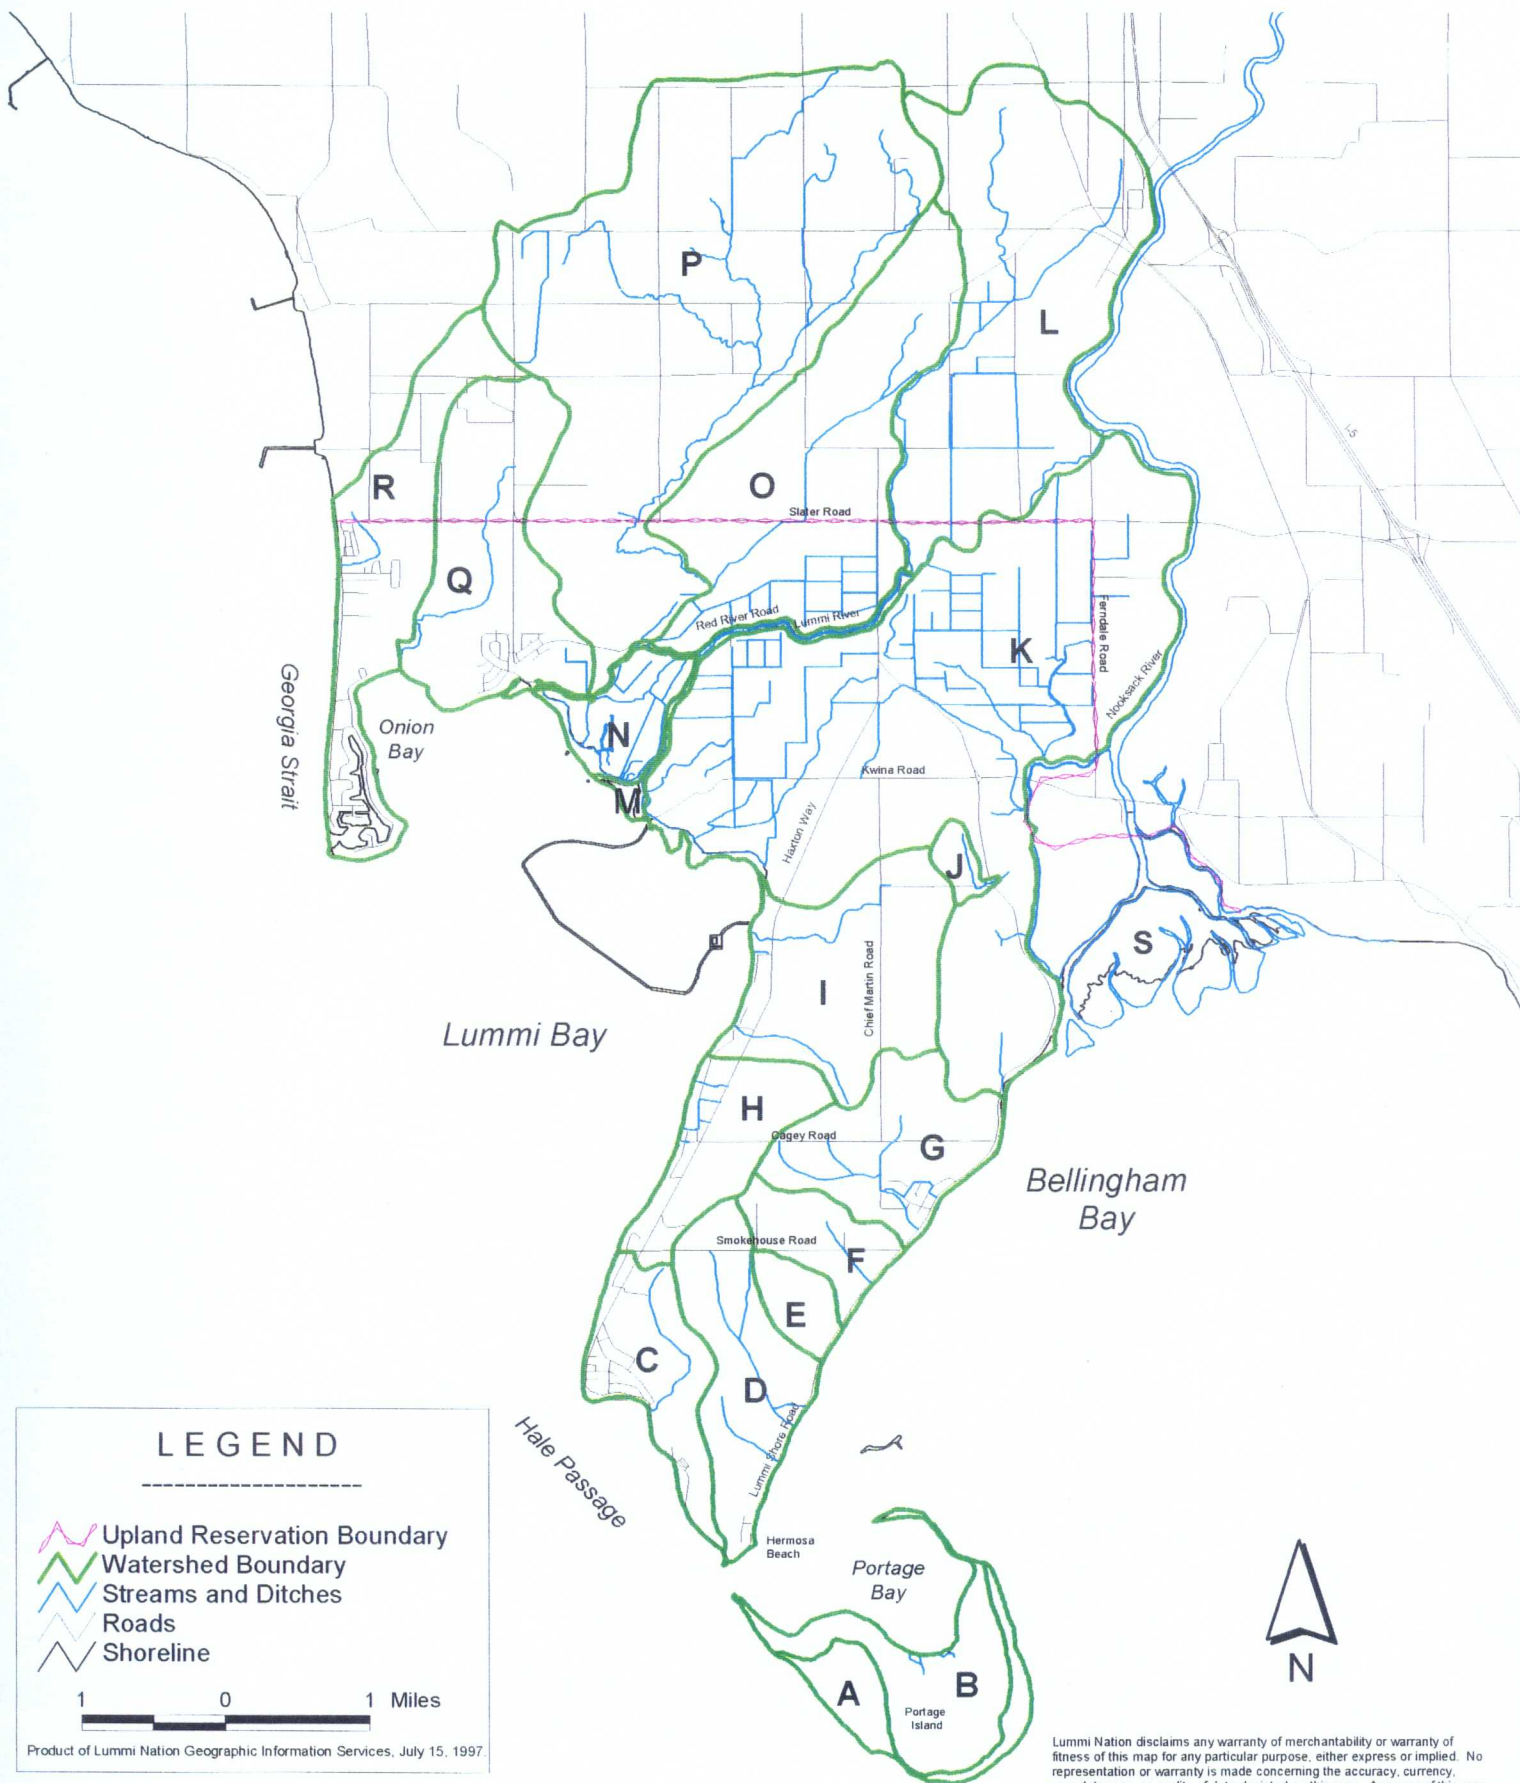 P
L
I-5
R
O
Slater Road
Q
Red River Road
Lummi River
Ferndale Road
K
Nooksack River
Georgia Strait
Onion
Bay
N
Kwina Road
M
Haxton Way
J
S
Chief Martin Road
I
Lummi Bay
H
Cagey Road
G
Bellingham
Bay
Smokehouse Road
F
E
C
D
Lummi Shore Road
Hale Passage
Hermosa
Beach
Portage
Bay
A
B
Portage
Island
LEGEND
--------------------
Upland Reservation Boundary
Watershed Boundary
Streams and Ditches
Roads
Shoreline
1 0 1 Miles
Product of Lummi Nation Geographic Information Services, July 15, 1997.
N
Lummi Nation disclaims any warranty of merchantability or warranty of
fitness of this map for any particular purpose, either express or implied. No
representation or warranty is made concerning the accuracy, currency,